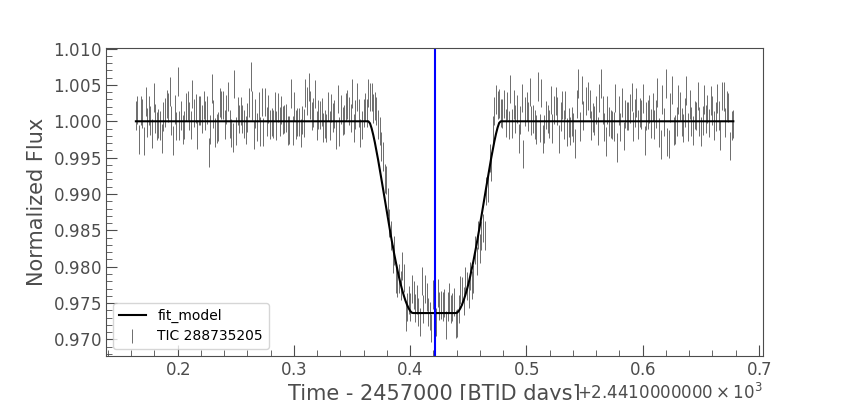 1.010
1.005
1.000
0.995
0.990
0.985
0.980
0.975
0.970
Normalized Flux
fit_model
TIC 288735205
0.2 0.3 0.4 0.5 0.6 0.7
Time - 2457000 [BTJD days]
+2.4410000000 × 10³